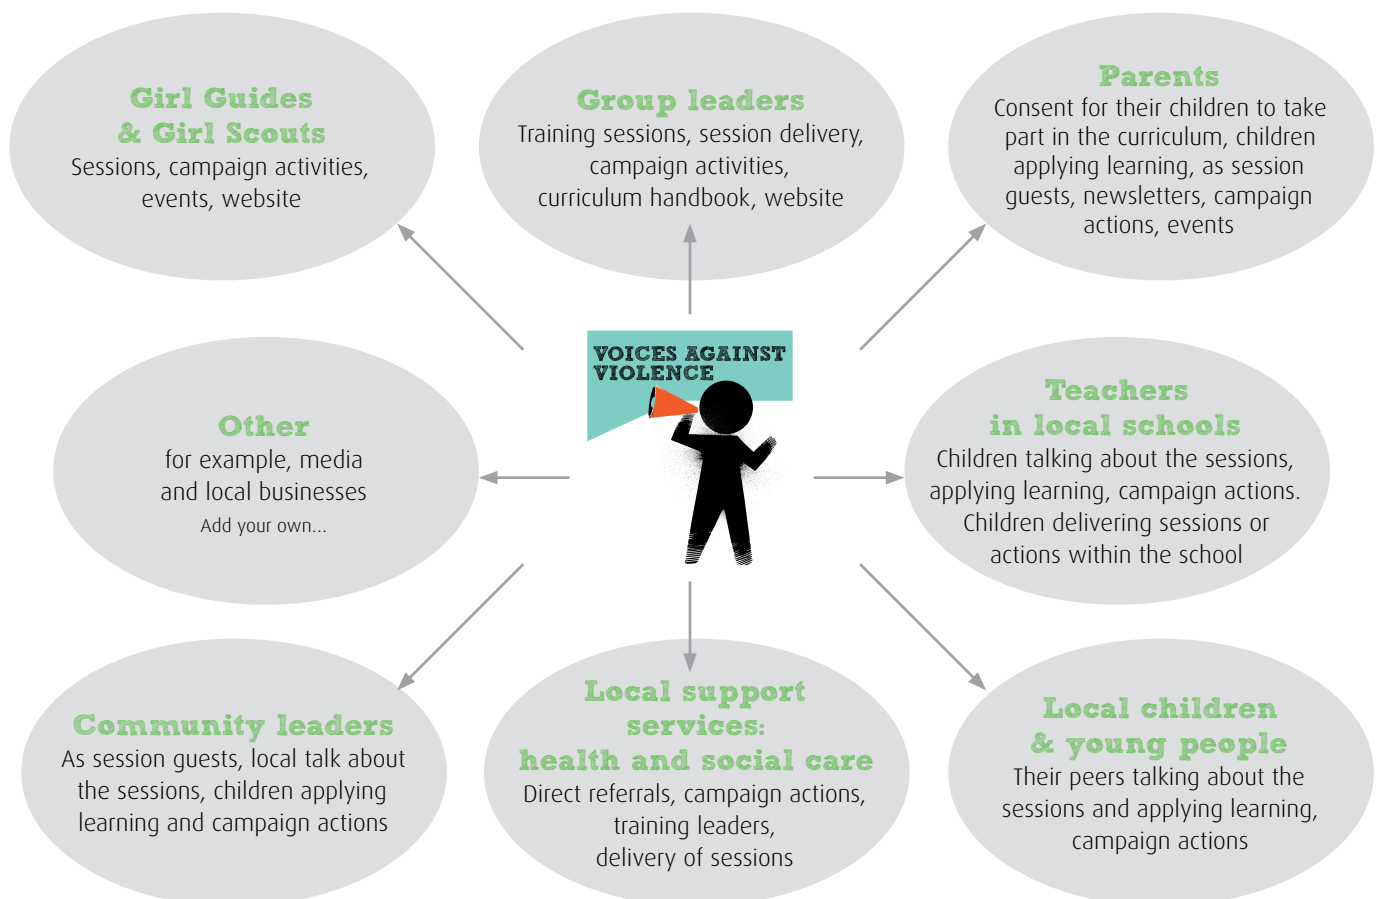 Girl Guides
& Girl Scouts
Sessions, campaign activities,
events, website
Group leaders
Training sessions, session delivery,
campaign activities,
curriculum handbook, website
Parents
Consent for their children to take
part in the curriculum, children
applying learning, as session
guests, newsletters, campaign
actions, events
VOICES AGAINST
VIOLENCE
Other
for example, media
and local businesses
Add your own...
Teachers
in local schools
Children talking about the sessions,
applying learning, campaign actions.
Children delivering sessions or
actions within the school
Community leaders
As session guests, local talk about
the sessions, children applying
learning and campaign actions
Local support
services:
health and social care
Direct referrals, campaign actions,
training leaders,
delivery of sessions
Local children
& young people
Their peers talking about the
sessions and applying learning,
campaign actions